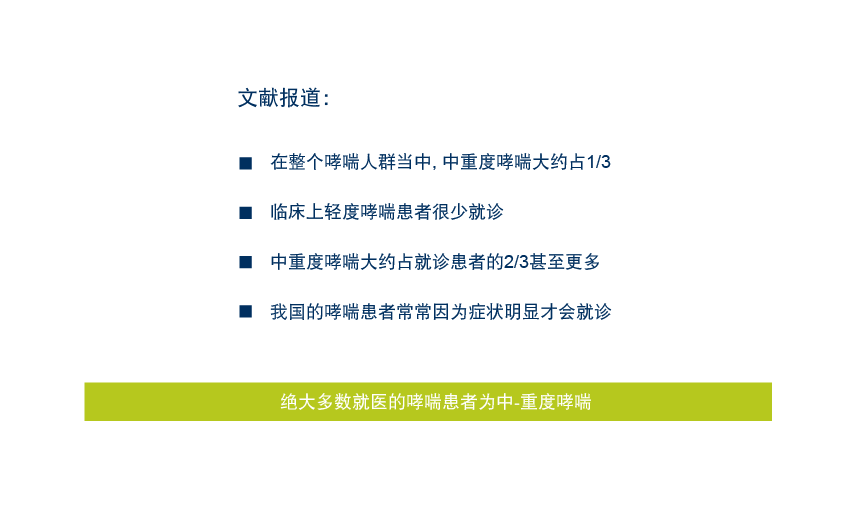 文献报道：
■ 在整个哮喘人群当中, 中重度哮喘大约占1/3
■ 临床上轻度哮喘患者很少就诊
■ 中重度哮喘大约占就诊患者的2/3甚至更多
■ 我国的哮喘患者常常因为症状明显才会就诊
绝大多数就医的哮喘患者为中-重度哮喘